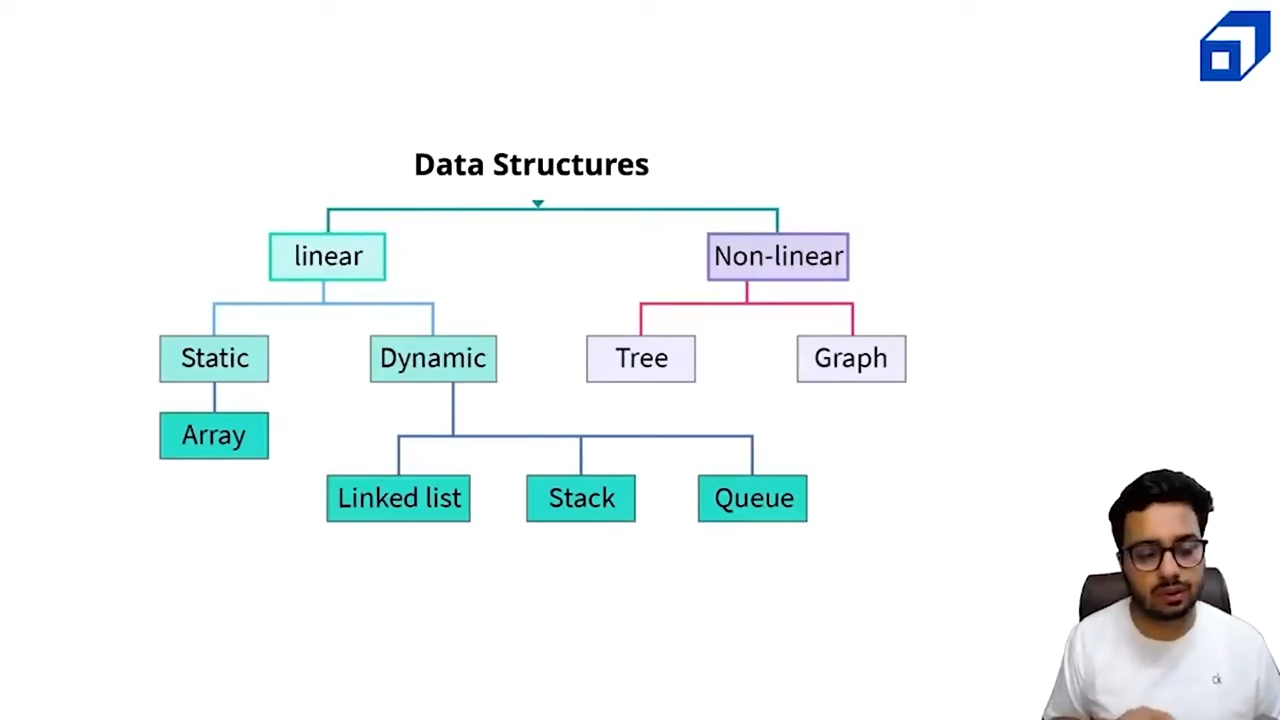 Data Structures
linear
Non-linear
Static
Dynamic
Tree
Graph
Array
Linked list
Stack
Queue